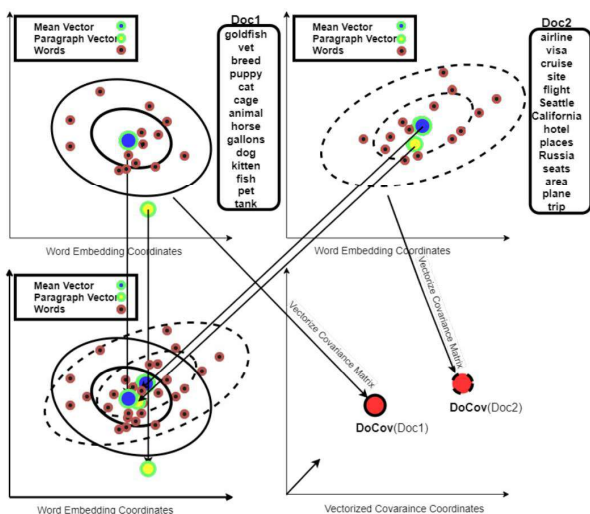 Mean Vector
Paragraph Vector
Words
Doc1
goldfish
vet
breed
puppy
cat
cage
animal
horse
gallons
dog
kitten
fish
pet
tank
Word Embedding Coordinates
Mean Vector
Paragraph Vector
Words
Doc2
airline
visa
cruise
site
flight
Seattle
California
hotel
places
Russia
seats
area
plane
trip
Word Embedding Coordinates
Mean Vector
Paragraph Vector
Words
Word Embedding Coordinates
Vectorize Covariance Matrix
Vectorize Covariance Matrix
DoCov(Doc1)
DoCov(Doc2)
Vectorized Covaraince Coordinates